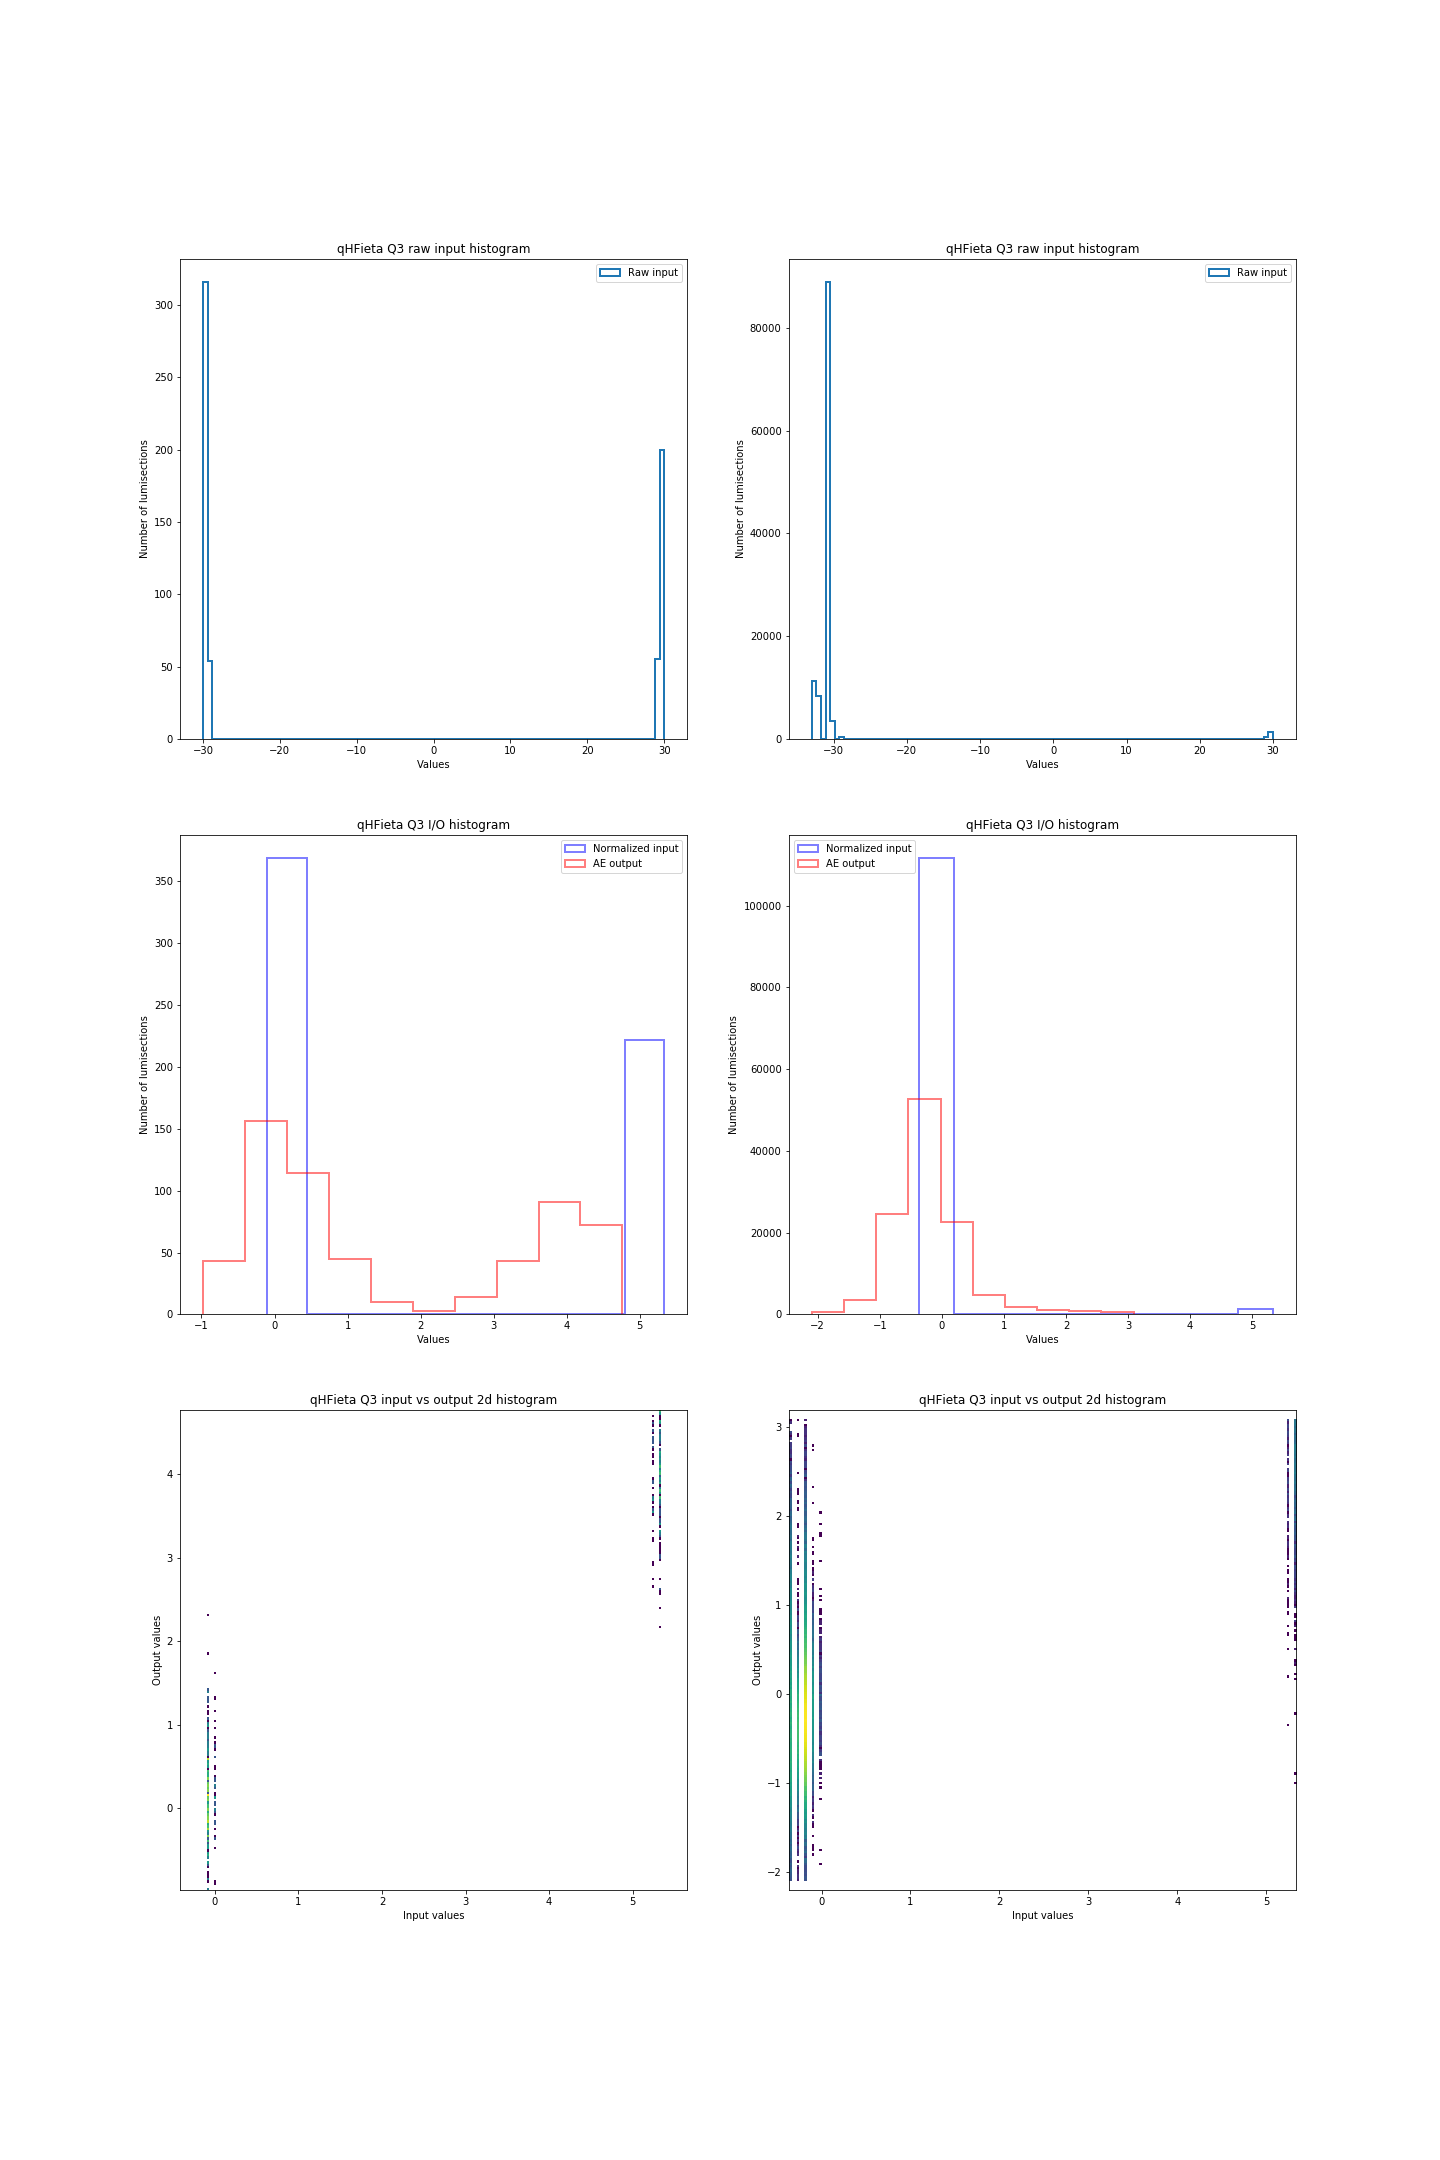 qHFieta Q3 raw input histogram
Raw input
300
250
200
150
100
50
0
Number of lumisections
−30 −20 −10 0 10 20 30
Values
qHFieta Q3 raw input histogram
Raw input
80000
60000
40000
20000
0
Number of lumisections
−30 −20 −10 0 10 20 30
Values
qHFieta Q3 I/O histogram
Normalized input
AE output
350
300
250
200
150
100
50
0
Number of lumisections
−1 0 1 2 3 4 5
Values
qHFieta Q3 I/O histogram
Normalized input
AE output
100000
80000
60000
40000
20000
0
Number of lumisections
−2 −1 0 1 2 3 4 5
Values
qHFieta Q3 input vs output 2d histogram
4
3
2
1
0
Output values
0 1 2 3 4 5
Input values
qHFieta Q3 input vs output 2d histogram
3
2
1
0
−1
−2
Output values
0 1 2 3 4 5
Input values